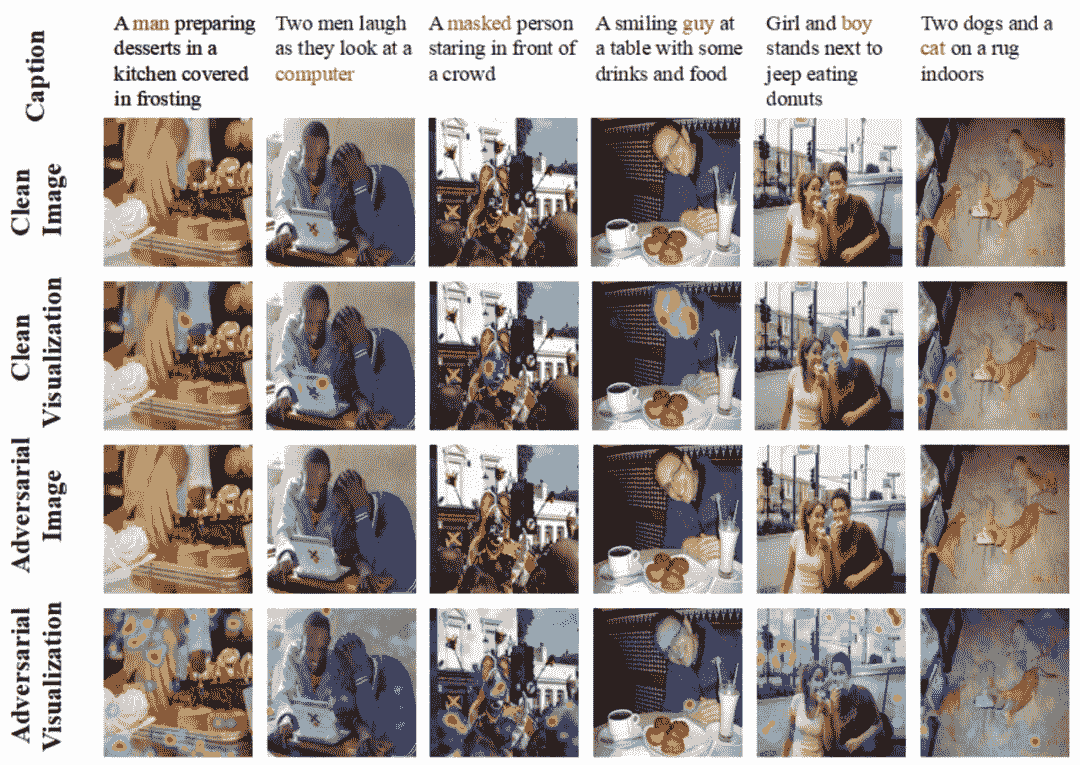 Caption
A man preparing
desserts in a
kitchen covered
in frosting
Two men laugh
as they look at a
computer
A masked person
staring in front of
a crowd
A smiling guy at
a table with some
drinks and food
Girl and boy
stands next to
jeep eating
donuts
Two dogs and a
cat on a rug
indoors
Clean
Image
Clean
Visualization
Adversarial
Image
Adversarial
Visualization